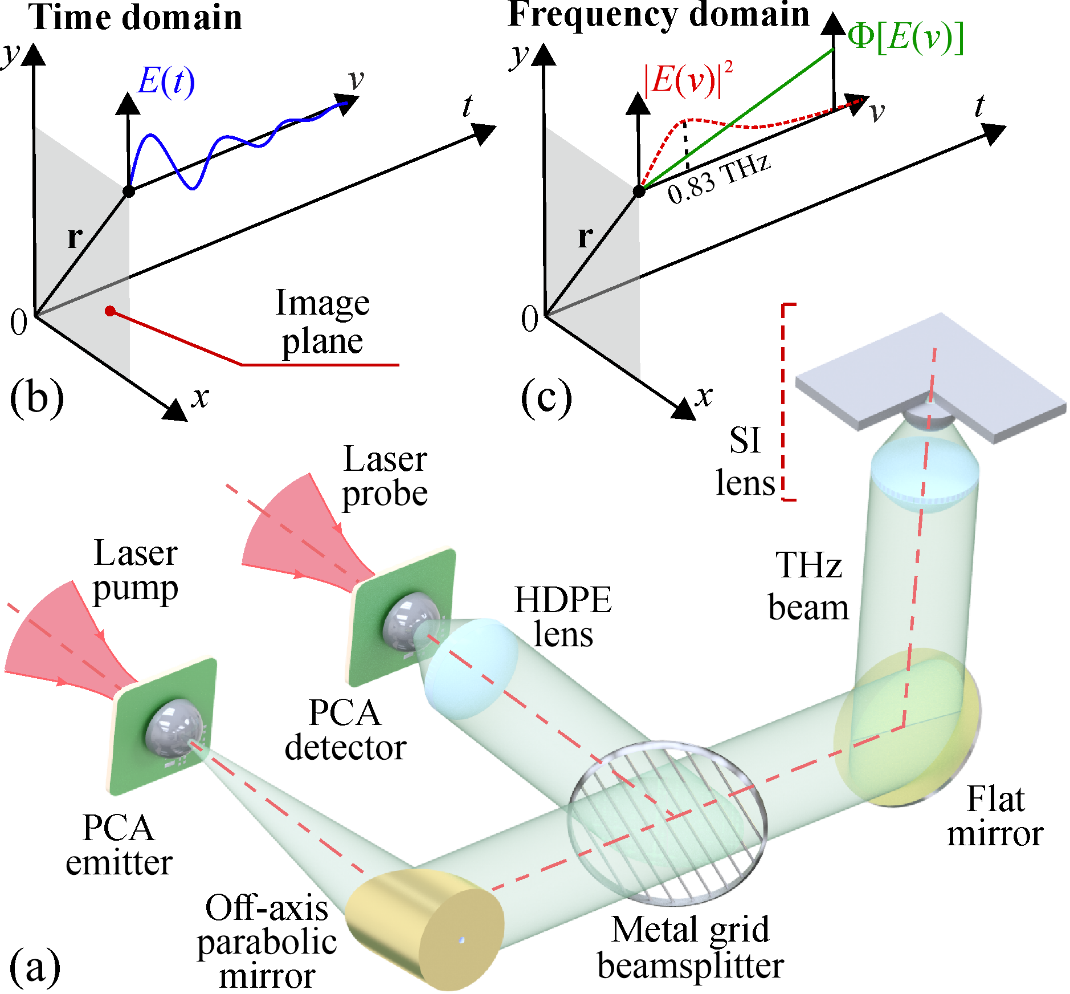 Time domain
y
E(t)
v
t
r
0
Image
plane
x
(b)
Frequency domain
y
|E(v)|²
Φ[E(v)]
v
t
0.83 THz
r
0
x
(c)
SI
lens
Laser
probe
Laser
pump
THz
beam
HDPE
lens
PCA
detector
PCA
emitter
Flat
mirror
Off-axis
parabolic
mirror
Metal grid
beamsplitter
(a)